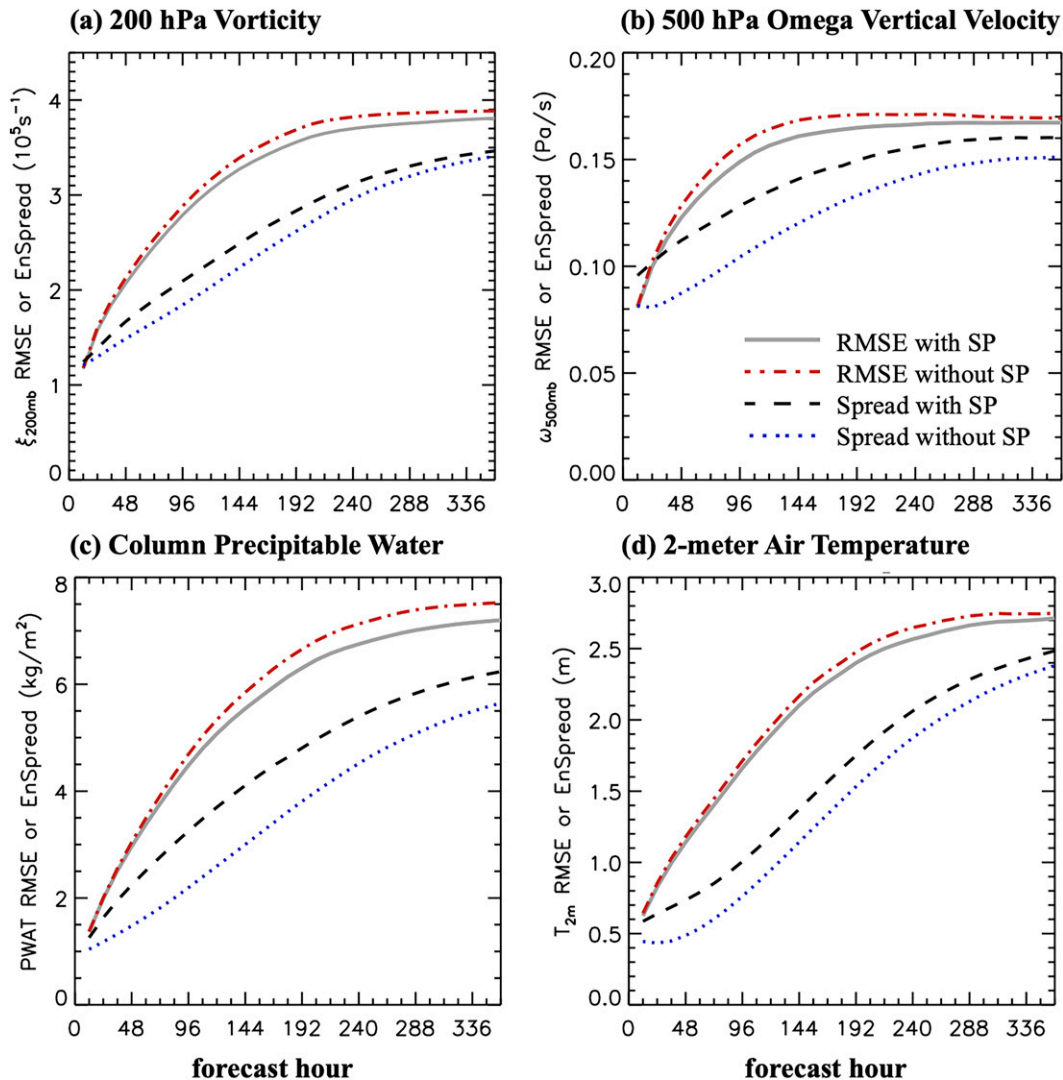 (a) 200 hPa Vorticity
ξ200mb RMSE or EnSpread (10⁵s⁻¹)
4
3
2
1
0
0 48 96 144 192 240 288 336
(b) 500 hPa Omega Vertical Velocity
ω500mb RMSE or EnSpread (Pa/s)
0.20
0.15
0.10
0.05
0.00
RMSE with SP
RMSE without SP
Spread with SP
Spread without SP
0 48 96 144 192 240 288 336
(c) Column Precipitable Water
PWAT RMSE or EnSpread (kg/m²)
8
6
4
2
0
0 48 96 144 192 240 288 336
forecast hour
(d) 2-meter Air Temperature
T2m RMSE or EnSpread (m)
3.0
2.5
2.0
1.5
1.0
0.5
0.0
0 48 96 144 192 240 288 336
forecast hour